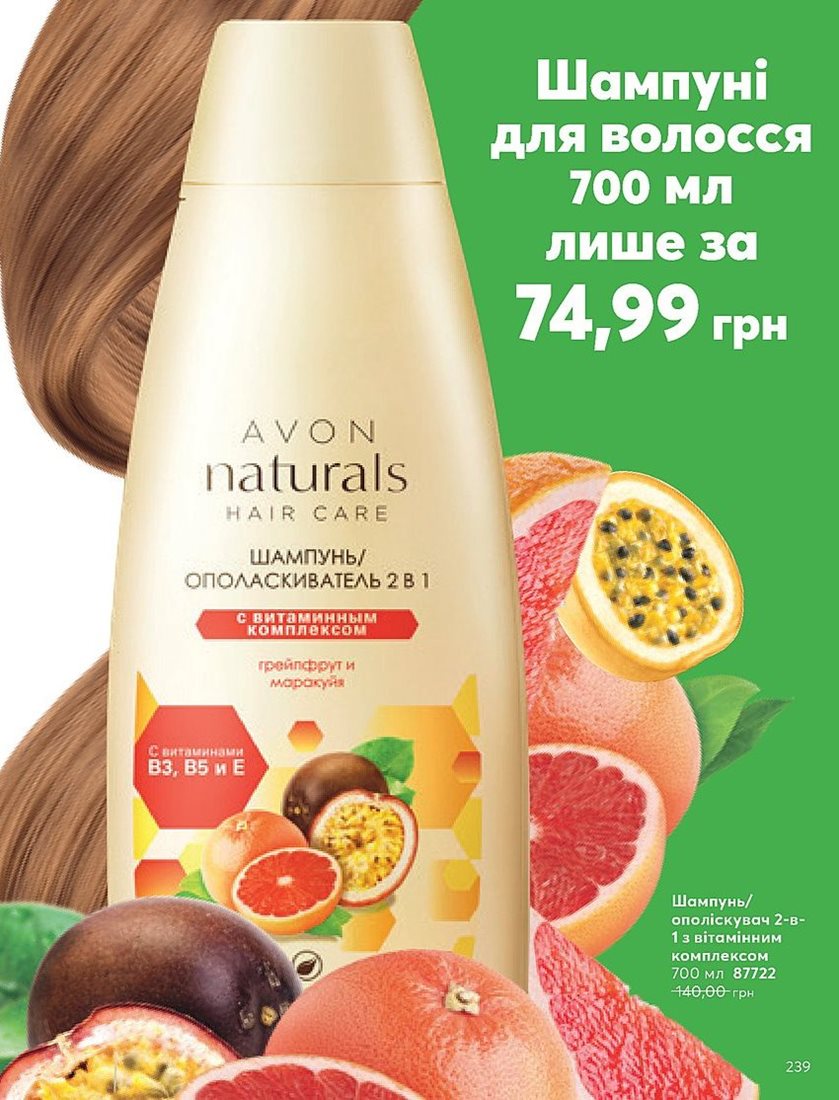 Шампуні
для волосся
700 мл
лише за
74,99 грн
AVON
naturals
HAIR CARE
ШАМПУНЬ/
ОПОЛАСКИВАТЕЛЬ 2 В 1
С ВИТАМИННЫМ
КОМПЛЕКСОМ
грейпфрут и
маракуйя
С витаминами
B3, B5 и E
Шампунь/
ополіскувач 2-в-
1 з вітамінним
комплексом
700 мл 87722
140,00 грн
239